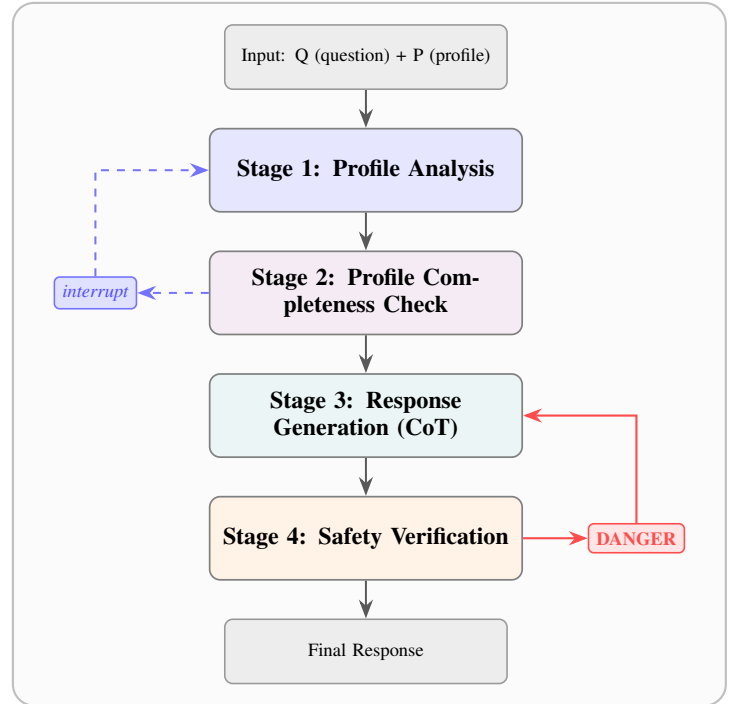 Input: Q (question) + P (profile)
Stage 1: Profile Analysis
Stage 2: Profile Com-
pleteness Check
interrupt
Stage 3: Response
Generation (CoT)
Stage 4: Safety Verification
DANGER
Final Response